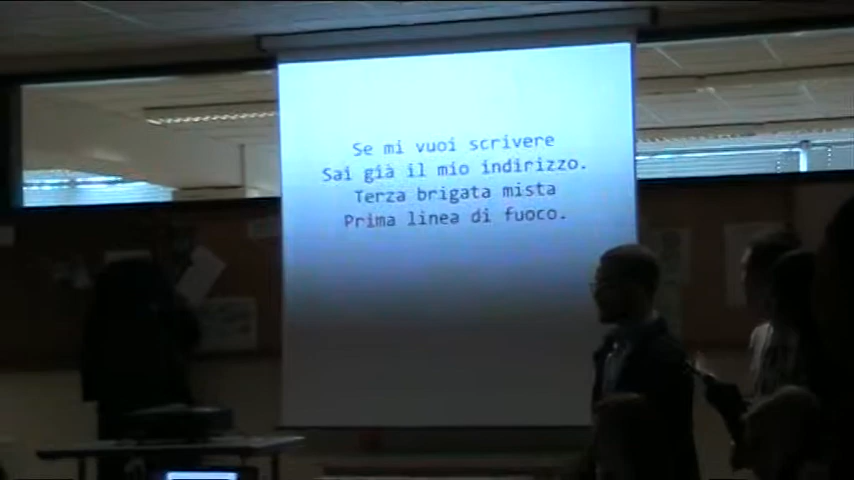 Se mi vuoi scrivere
Sai già il mio indirizzo.
Terza brigata mista
Prima linea di fuoco.